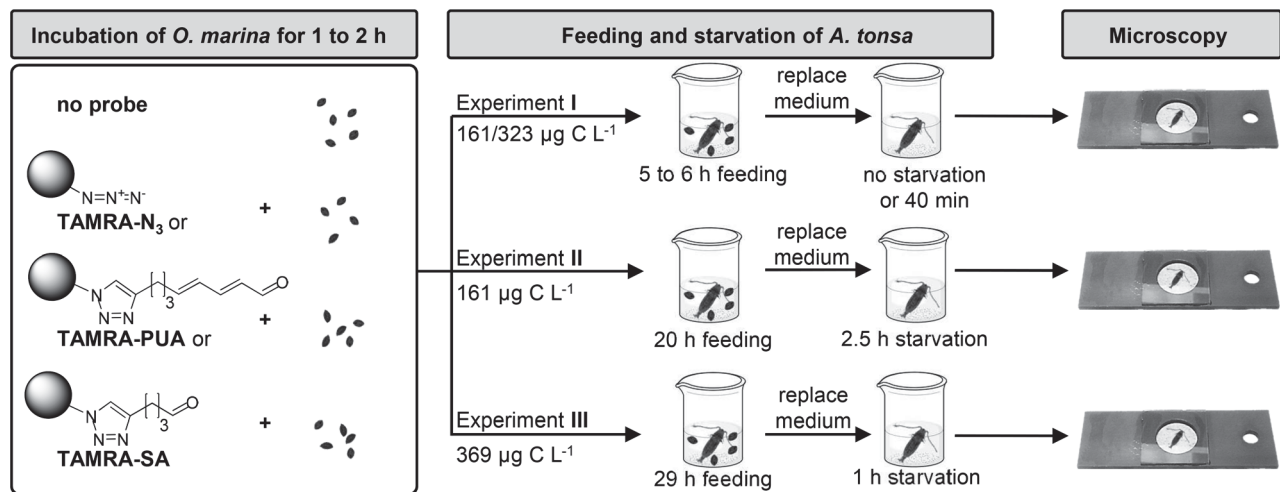 Incubation of O. marina for 1 to 2 h
Feeding and starvation of A. tonsa
Microscopy
no probe
N=N⁺=N⁻
TAMRA-N₃ or
+
N
N=N
3
O
TAMRA-PUA or
+
N
N=N
3
O
TAMRA-SA
+
Experiment I
161/323 µg C L⁻¹
5 to 6 h feeding
replace
medium
no starvation
or 40 min
Experiment II
161 µg C L⁻¹
20 h feeding
replace
medium
2.5 h starvation
Experiment III
369 µg C L⁻¹
29 h feeding
replace
medium
1 h starvation